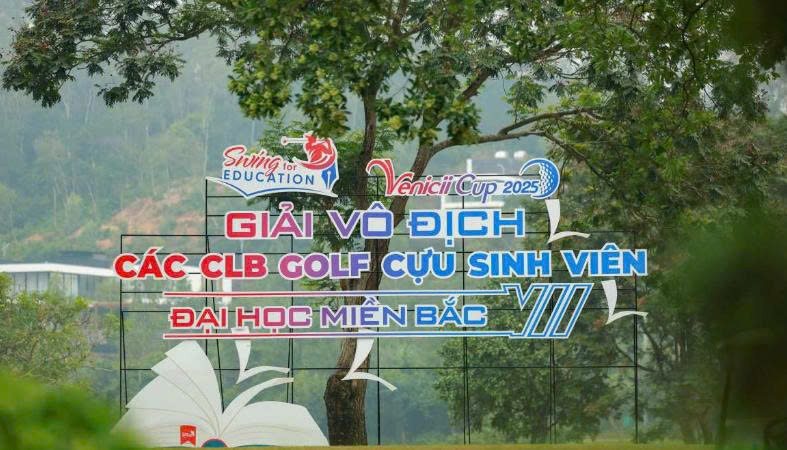 Swing for
EDUCATION
Venicii Cup 2025
GIẢI VÔ ĐỊCH
CÁC CLB GOLF CỰU SINH VIÊN
ĐẠI HỌC MIỀN BẮC VIII